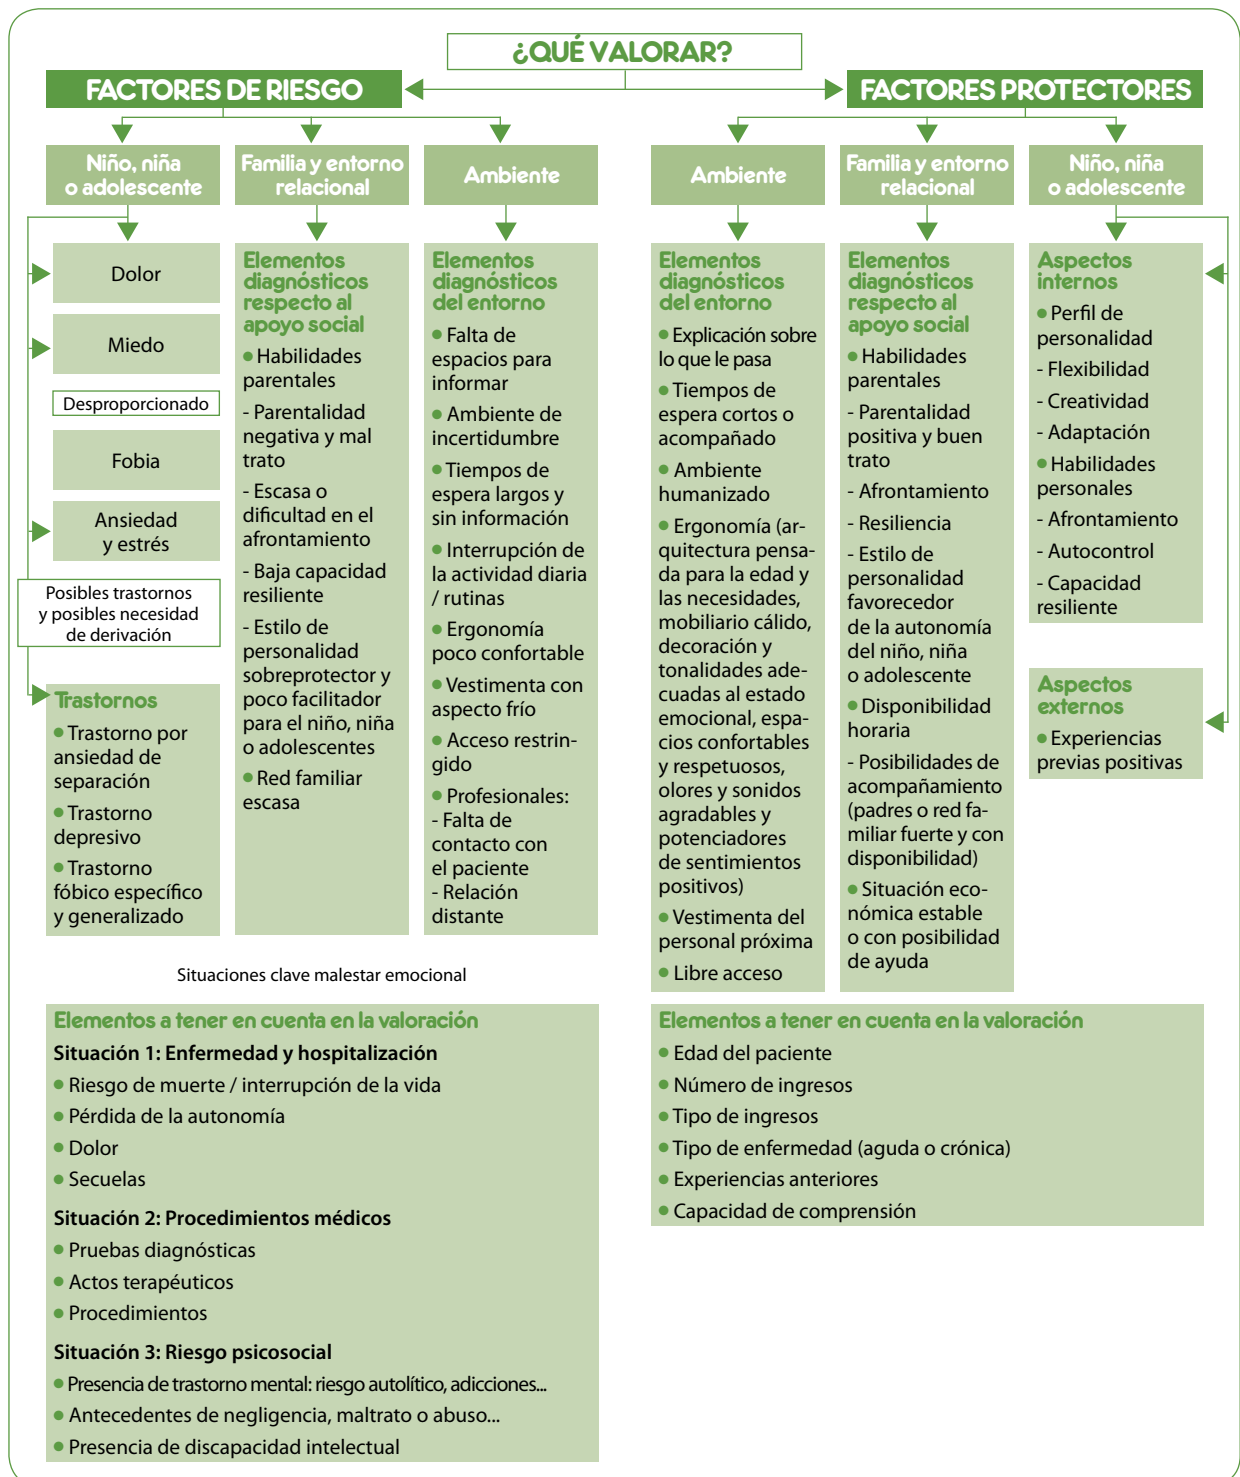 ¿QUÉ VALORAR?
FACTORES DE RIESGO
FACTORES PROTECTORES
Niño, niña
o adolescente
Familia y entorno
relacional
Ambiente
Ambiente
Familia y entorno
relacional
Niño, niña
o adolescente
Dolor
Miedo
Desproporcionado
Fobia
Ansiedad
y estrés
Posibles trastornos
y posibles necesidad
de derivación
Trastornos
● Trastorno por
ansiedad de
separación
● Trastorno
depresivo
● Trastorno
fóbico específico
y generalizado
Elementos
diagnósticos
respecto al
apoyo social
● Habilidades
parentales
- Parentalidad
negativa y mal
trato
- Escasa o
dificultad en el
afrontamiento
- Baja capacidad
resiliente
- Estilo de
personalidad
sobreprotector y
poco facilitador
para el niño, niña
o adolescentes
● Red familiar
escasa
Elementos
diagnósticos
del entorno
● Falta de
espacios para
informar
● Ambiente de
incertidumbre
● Tiempos de
espera largos y
sin información
● Interrupción de
la actividad diaria
/ rutinas
● Ergonomía
poco confortable
● Vestimenta con
aspecto frío
● Acceso restrin-
gido
● Profesionales:
- Falta de
contacto con
el paciente
- Relación
distante
Elementos
diagnósticos
del entorno
● Explicación sobre
lo que le pasa
● Tiempos de
espera cortos o
acompañado
● Ambiente
humanizado
● Ergonomía (ar-
quitectura pensa-
da para la edad y
las necesidades,
mobiliario cálido,
decoración y
tonalidades ade-
cuadas al estado
emocional, espa-
cios confortables
y respetuosos,
olores y sonidos
agradables y
potenciadores
de sentimientos
positivos)
● Vestimenta del
personal próxima
● Libre acceso
Elementos
diagnósticos
respecto al
apoyo social
● Habilidades
parentales
- Parentalidad
positiva y buen
trato
- Afrontamiento
- Resiliencia
- Estilo de
personalidad
favorecedor
de la autonomía
del niño, niña
o adolescente
● Disponibilidad
horaria
- Posibilidades de
acompañamiento
(padres o red fa-
miliar fuerte y con
disponibilidad)
● Situación eco-
nómica estable
o con posibilidad
de ayuda
Aspectos
internos
● Perfil de
personalidad
- Flexibilidad
- Creatividad
- Adaptación
● Habilidades
personales
- Afrontamiento
- Autocontrol
- Capacidad
resiliente
Aspectos
externos
● Experiencias
previas positivas
Situaciones clave malestar emocional
Elementos a tener en cuenta en la valoración
Situación 1: Enfermedad y hospitalización
● Riesgo de muerte / interrupción de la vida
● Pérdida de la autonomía
● Dolor
● Secuelas
Situación 2: Procedimientos médicos
● Pruebas diagnósticas
● Actos terapéuticos
● Procedimientos
Situación 3: Riesgo psicosocial
● Presencia de trastorno mental: riesgo autolítico, adicciones...
● Antecedentes de negligencia, maltrato o abuso...
● Presencia de discapacidad intelectual
Elementos a tener en cuenta en la valoración
● Edad del paciente
● Número de ingresos
● Tipo de ingresos
● Tipo de enfermedad (aguda o crónica)
● Experiencias anteriores
● Capacidad de comprensión